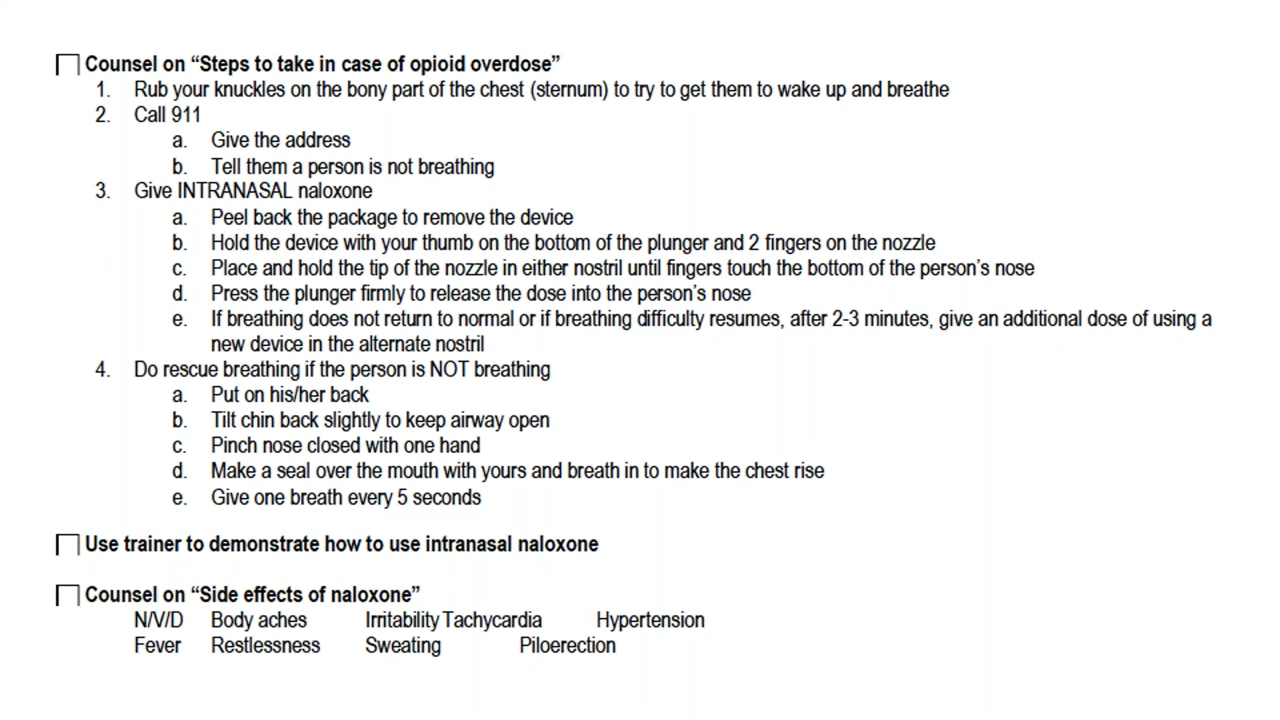 Counsel on “Steps to take in case of opioid overdose”
1. Rub your knuckles on the bony part of the chest (sternum) to try to get them to wake up and breathe
2. Call 911
a. Give the address
b. Tell them a person is not breathing
3. Give INTRANASAL naloxone
a. Peel back the package to remove the device
b. Hold the device with your thumb on the bottom of the plunger and 2 fingers on the nozzle
c. Place and hold the tip of the nozzle in either nostril until fingers touch the bottom of the person’s nose
d. Press the plunger firmly to release the dose into the person’s nose
e. If breathing does not return to normal or if breathing difficulty resumes, after 2-3 minutes, give an additional dose of using a
new device in the alternate nostril
4. Do rescue breathing if the person is NOT breathing
a. Put on his/her back
b. Tilt chin back slightly to keep airway open
c. Pinch nose closed with one hand
d. Make a seal over the mouth with yours and breath in to make the chest rise
e. Give one breath every 5 seconds
Use trainer to demonstrate how to use intranasal naloxone
Counsel on “Side effects of naloxone”
N/V/D Body aches Irritability Tachycardia Hypertension
Fever Restlessness Sweating Piloerection